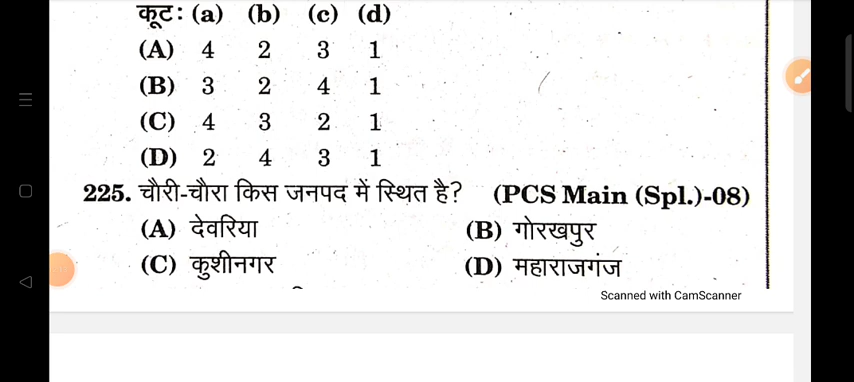 कूट: (a) (b) (c) (d)
(A) 4 2 3 1
(B) 3 2 4 1
(C) 4 3 2 1
(D) 2 4 3 1
225. चौरी-चौरा किस जनपद में स्थित है? (PCS Main (Spl.)-08)
(A) देवरिया (B) गोरखपुर
(C) कुशीनगर (D) महाराजगंज
Scanned with CamScanner